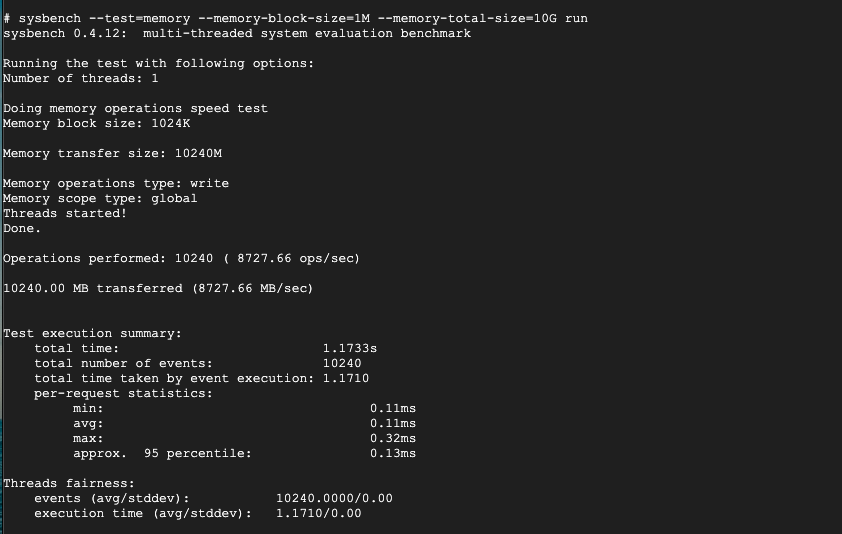 # sysbench --test=memory --memory-block-size=1M --memory-total-size=10G run
sysbench 0.4.12:  multi-threaded system evaluation benchmark
Running the test with following options:
Number of threads: 1
Doing memory operations speed test
Memory block size: 1024K
Memory transfer size: 10240M
Memory operations type: write
Memory scope type: global
Threads started!
Done.
Operations performed: 10240 ( 8727.66 ops/sec)
10240.00 MB transferred (8727.66 MB/sec)
Test execution summary:
    total time:                          1.1733s
    total number of events:              10240
    total time taken by event execution: 1.1710
    per-request statistics:
         min:                                  0.11ms
         avg:                                  0.11ms
         max:                                  0.32ms
         approx.  95 percentile:               0.13ms
Threads fairness:
    events (avg/stddev):           10240.0000/0.00
    execution time (avg/stddev):   1.1710/0.00